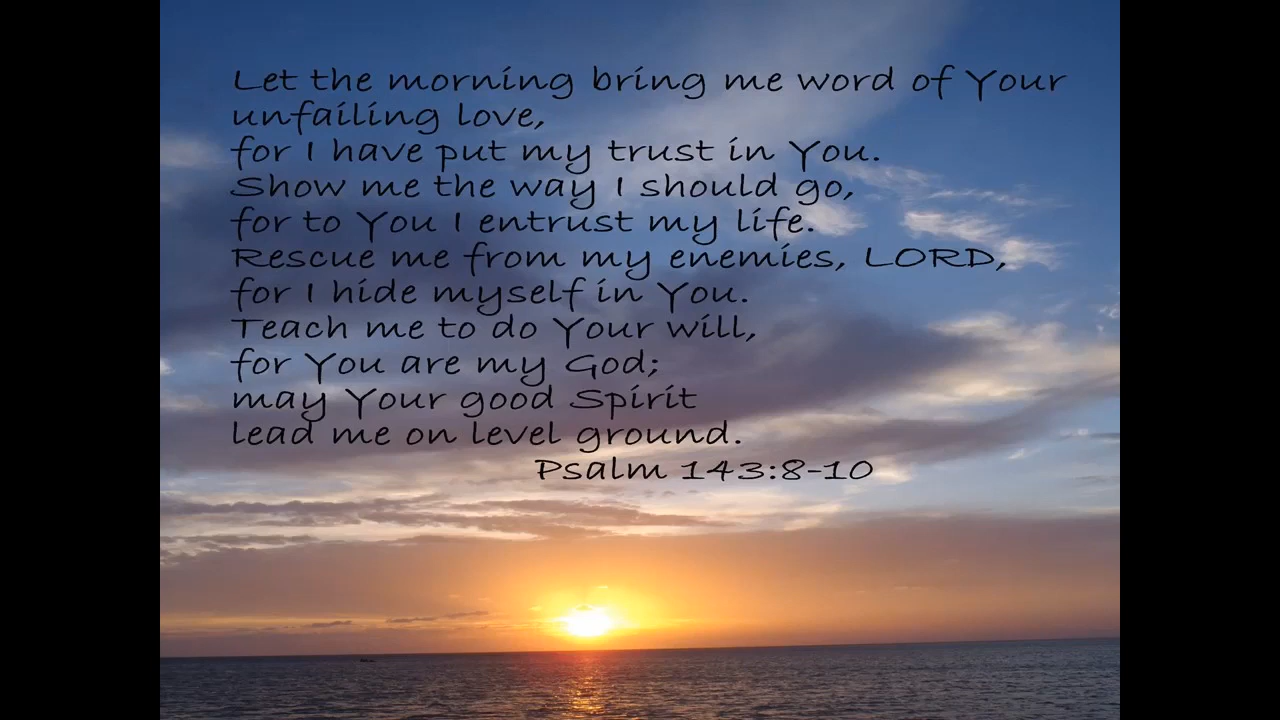 Let the morning bring me word of Your
unfailing love,
for I have put my trust in You.
Show me the way I should go,
for to You I entrust my life.
Rescue me from my enemies, LORD,
for I hide myself in You.
Teach me to do Your will,
for You are my God;
may Your good Spirit
lead me on level ground.
Psalm 143:8-10